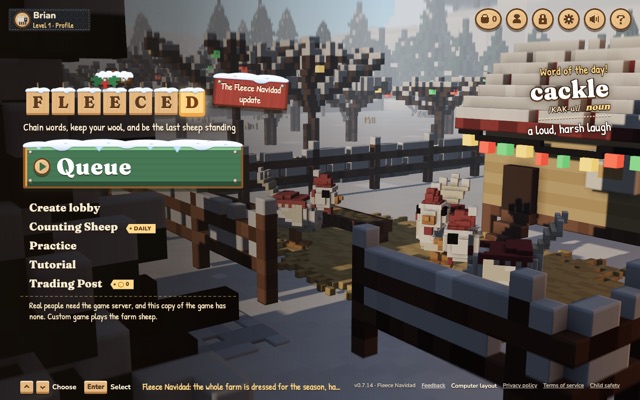 Brian
Level 1 · Profile
0
?
FLEECED
"The Fleece Navidad"
update
Chain words, keep your wool, and be the last sheep standing
Queue
Create lobby
Counting Sheep
DAILY
Practice
Tutorial
Trading Post
0
Real people need the game server, and this copy of the game has
none. Custom game plays the farm sheep.
Word of the day!
cackle
noun
a loud, harsh laugh
Choose
Enter
Select
Fleece Navidad: the whole farm is dressed for the season, ha...
v0.7.14 · Fleece Navidad
Feedback
Computer layout
Privacy policy
Terms of service
Child safety